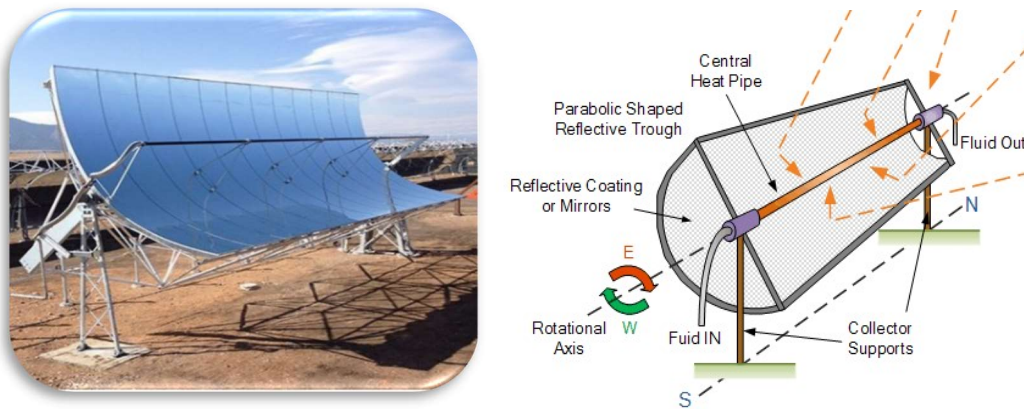 Central
Heat Pipe
Parabolic Shaped
Reflective Trough
Fluid Out
Reflective Coating
or Mirrors
N
E
W
Rotational
Axis
Fuid IN
Collector
Supports
S